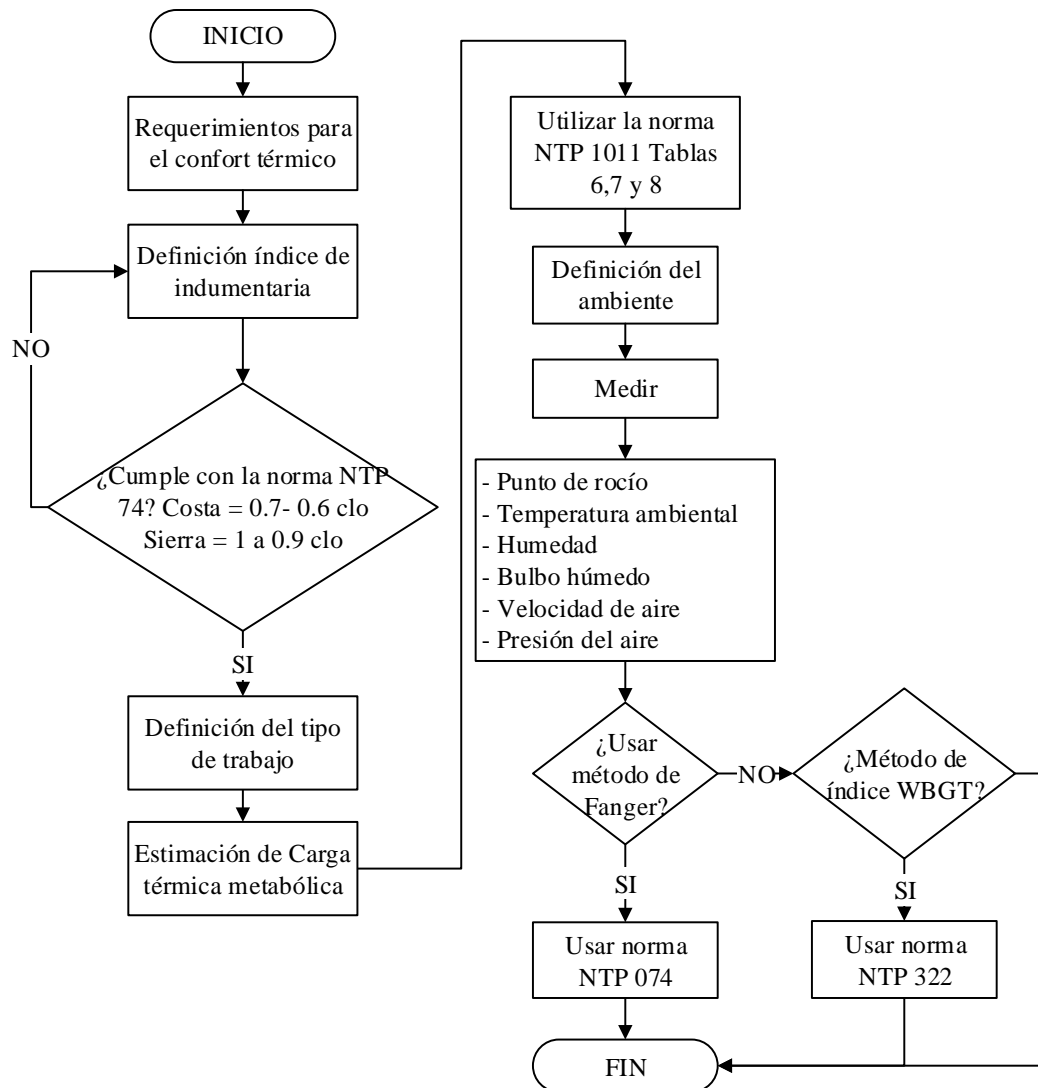 INICIO
Requerimientos para
el confort térmico
Definición índice de
indumentaria
NO
¿Cumple con la norma NTP
74? Costa = 0.7- 0.6 clo
Sierra = 1 a 0.9 clo
SI
Definición del tipo
de trabajo
Estimación de Carga
térmica metabólica
Utilizar la norma
NTP 1011 Tablas
6,7 y 8
Definición del
ambiente
Medir
- Punto de rocío
- Temperatura ambiental
- Humedad
- Bulbo húmedo
- Velocidad de aire
- Presión del aire
¿Usar
método de
Fanger?
NO
¿Método de
índice WBGT?
SI
SI
Usar norma
NTP 074
Usar norma
NTP 322
FIN